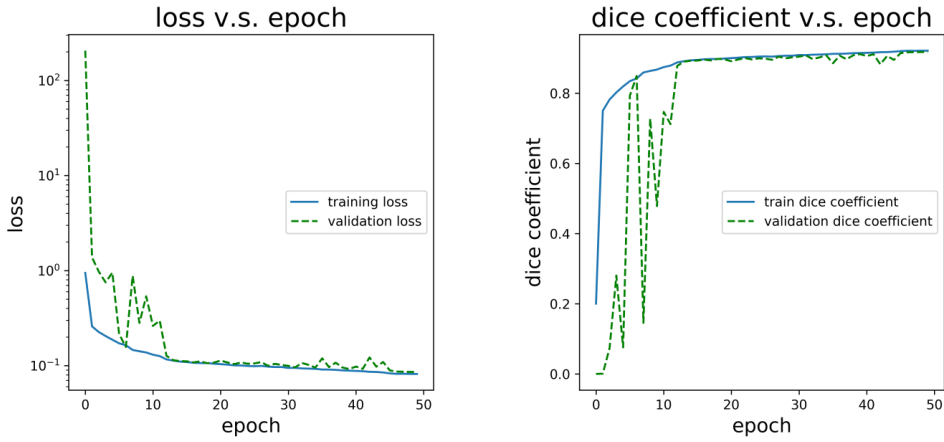 loss v.s. epoch
10²
10¹
10⁰
10⁻¹
loss
training loss
validation loss
0 10 20 30 40 50
epoch
dice coefficient v.s. epoch
0.8
0.6
0.4
0.2
0.0
dice coefficient
train dice coefficient
validation dice coefficient
0 10 20 30 40 50
epoch